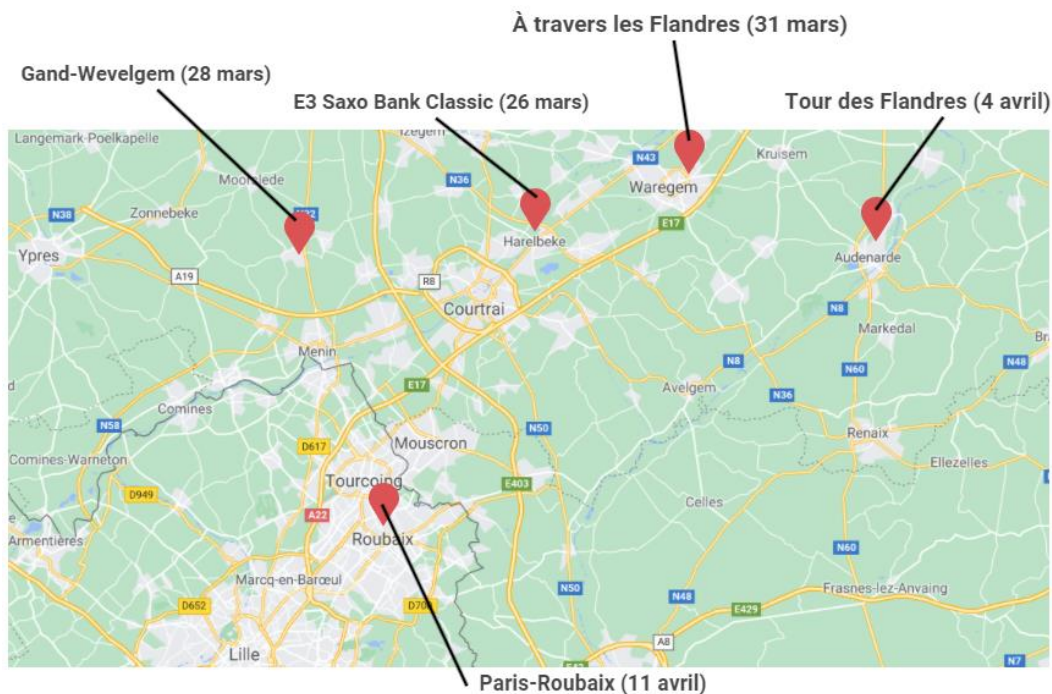 À travers les Flandres (31 mars)
Gand-Wevelgem (28 mars)
E3 Saxo Bank Classic (26 mars)
Tour des Flandres (4 avril)
Langemark-Poelkapelle
Izegem
N43
Kruisem
Moorslede
N36
Waregem
Zonnebeke
N38
N32
E17
Harelbeke
Ypres
Audenarde
A19
R8
Courtrai
N8
Markedal
Menin
N8
N48
E17
Avelgem
N60
Comines
N36
N58
N50
Mouscron
D617
Renaix
Comines-Warneton
Ellezelles
Tourcoing
E403
D949
Celles
A22
Armentières
Roubaix
N60
Marcq-en-Barœul
N50
Frasnes-lez-Anvaing
D652
N48
E429
A8
Lille
N7
Paris-Roubaix (11 avril)